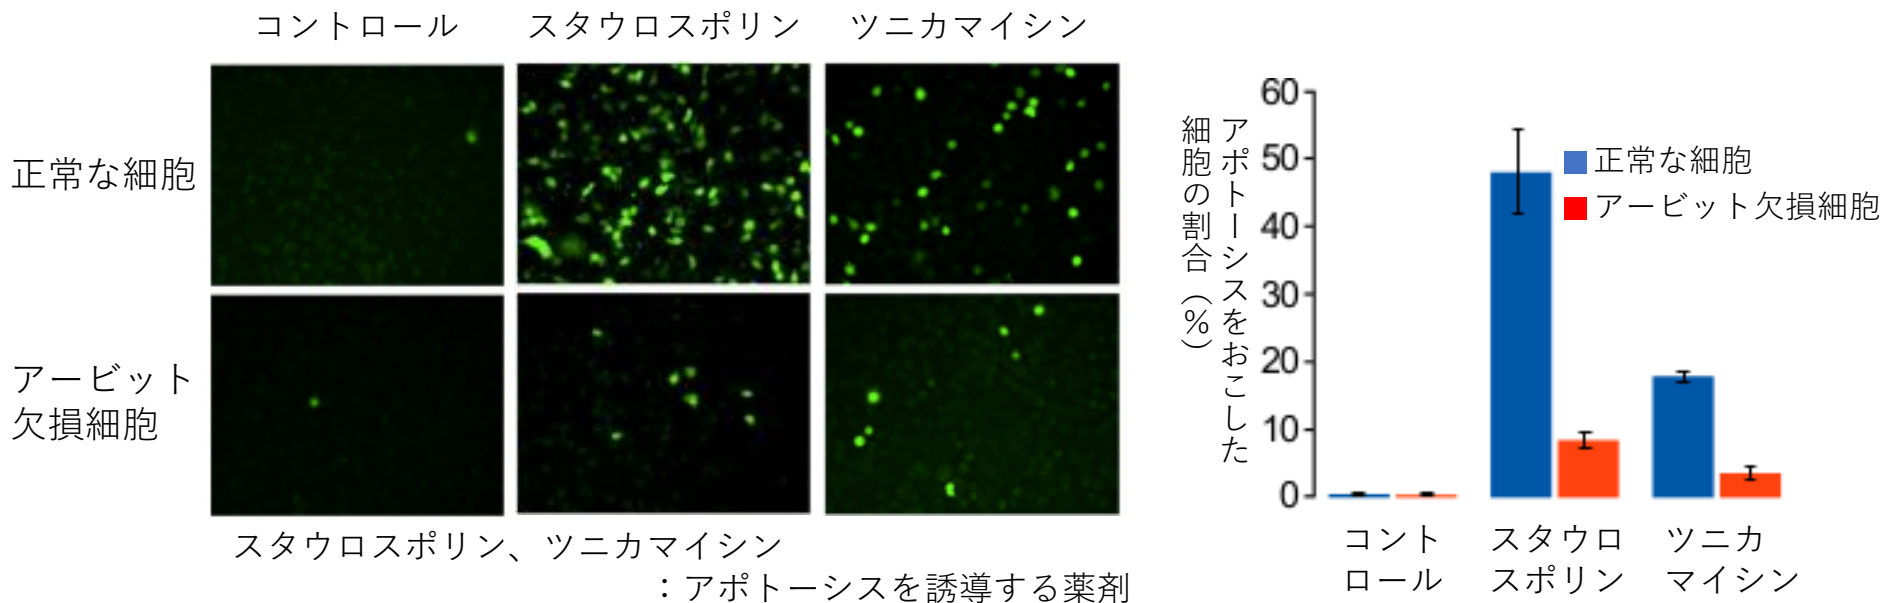 コントロール
スタウロスポリン
ツニカマイシン
正常な細胞
アービット
欠損細胞
スタウロスポリン、ツニカマイシン
：アポトーシスを誘導する薬剤
アポトーシスをおこした
細胞の割合（%）
60
50
40
30
20
10
0
正常な細胞
アービット欠損細胞
コント
ロール
スタウロ
スポリン
ツニカ
マイシン